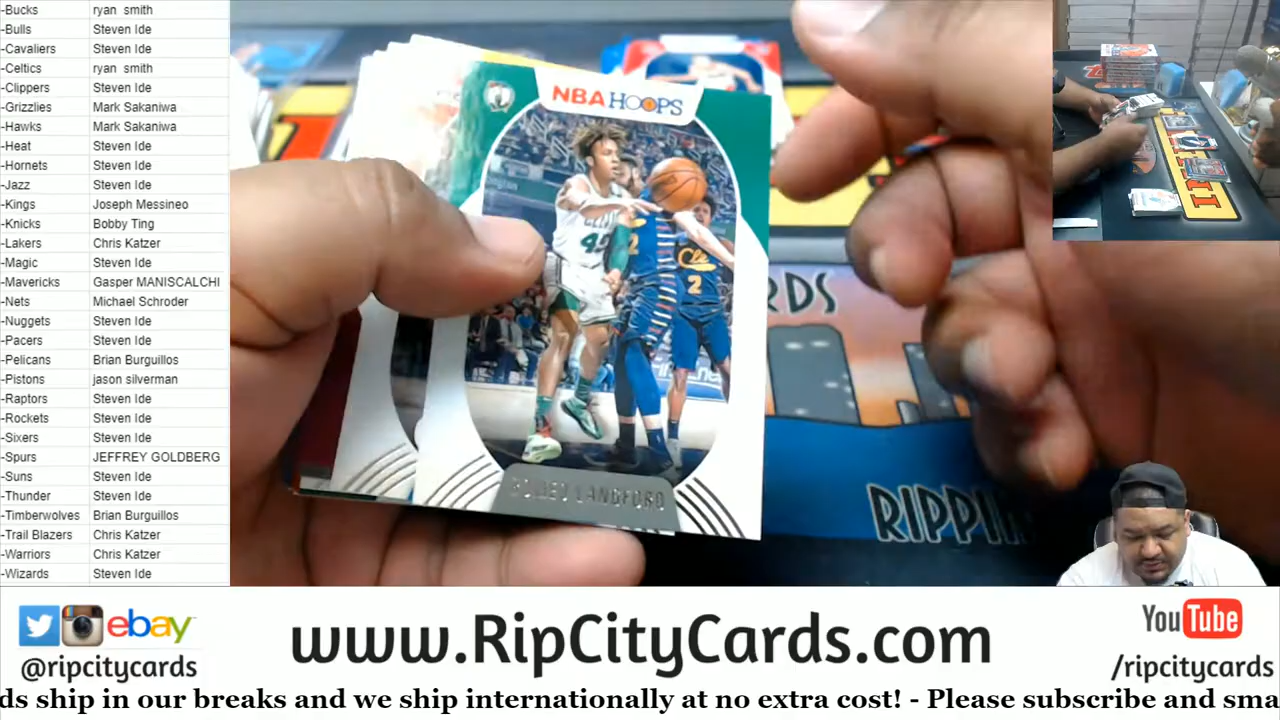 -Bucks ryan smith
-Bulls Steven Ide
-Cavaliers Steven Ide
-Celtics ryan smith
-Clippers Steven Ide
-Grizzlies Mark Sakaniwa
-Hawks Mark Sakaniwa
-Heat Steven Ide
-Hornets Steven Ide
-Jazz Steven Ide
-Kings Joseph Messineo
-Knicks Bobby Ting
-Lakers Chris Katzer
-Magic Steven Ide
-Mavericks Gasper MANISCALCHI
-Nets Michael Schroder
-Nuggets Steven Ide
-Pacers Steven Ide
-Pelicans Brian Burguillos
-Pistons jason silverman
-Raptors Steven Ide
-Rockets Steven Ide
-Sixers Steven Ide
-Spurs JEFFREY GOLDBERG
-Suns Steven Ide
-Thunder Steven Ide
-Timberwolves Brian Burguillos
-Trail Blazers Chris Katzer
-Warriors Chris Katzer
-Wizards Steven Ide
NBA HOOPS
45
2
2
ROMEO LANGFORD
RDS
RIPPIN
ebay
@ripcitycards
www.RipCityCards.com
YouTube
/ripcitycards
ds ship in our breaks and we ship internationally at no extra cost! - Please subscribe and sma